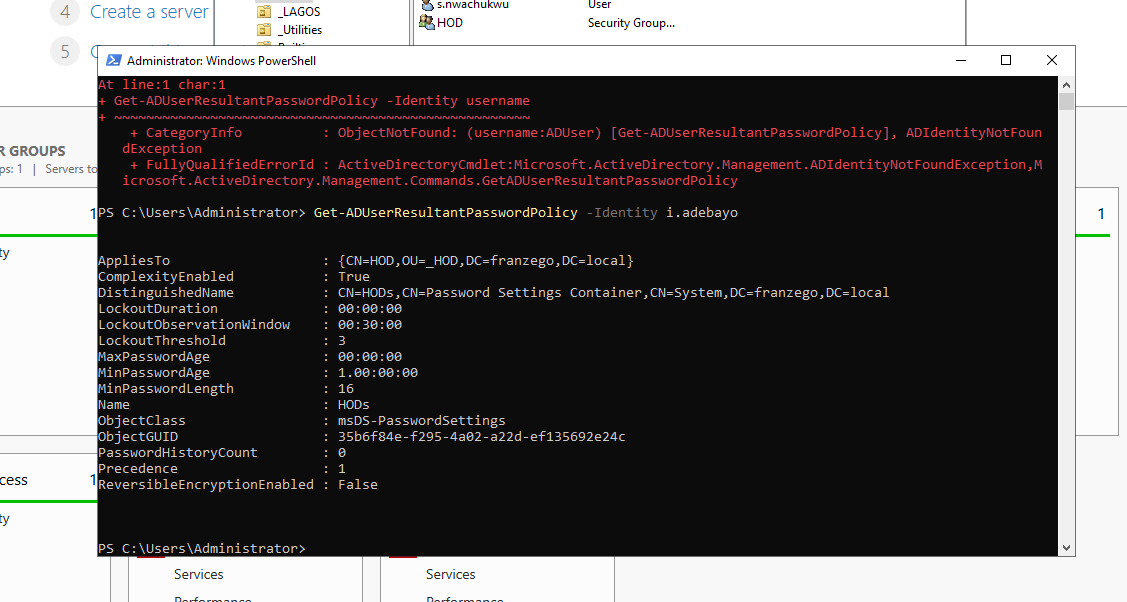 4 Create a server
_LAGOS
s.nwachukwu User
_Utilities
HOD Security Group...
5
Administrator: Windows PowerShell
At line:1 char:1
+ Get-ADUserResultantPasswordPolicy -Identity username
+ ~~~~~~~~~~~~~~~~~~~~~~~~~~~~~~~~~~~~~~~~~~~~~~~~~~~~
+ CategoryInfo : ObjectNotFound: (username:ADUser) [Get-ADUserResultantPasswordPolicy], ADIdentityNotFoun
dException
+ FullyQualifiedErrorId : ActiveDirectoryCmdlet:Microsoft.ActiveDirectory.Management.ADIdentityNotFoundException,M
icrosoft.ActiveDirectory.Management.Commands.GetADUserResultantPasswordPolicy
PS C:\Users\Administrator> Get-ADUserResultantPasswordPolicy -Identity i.adebayo
AppliesTo : {CN=HOD,OU=_HOD,DC=franzego,DC=local}
ComplexityEnabled : True
DistinguishedName : CN=HODs,CN=Password Settings Container,CN=System,DC=franzego,DC=local
LockoutDuration : 00:00:00
LockoutObservationWindow : 00:30:00
LockoutThreshold : 3
MaxPasswordAge : 00:00:00
MinPasswordAge : 1.00:00:00
MinPasswordLength : 16
Name : HODs
ObjectClass : msDS-PasswordSettings
ObjectGUID : 35b6f84e-f295-4a02-a22d-ef135692e24c
PasswordHistoryCount : 0
Precedence : 1
ReversibleEncryptionEnabled : False
PS C:\Users\Administrator>
R GROUPS
ps: 1 | Servers to
1
1
ty
cess 1
ty
Services
Services
Performance
Performance